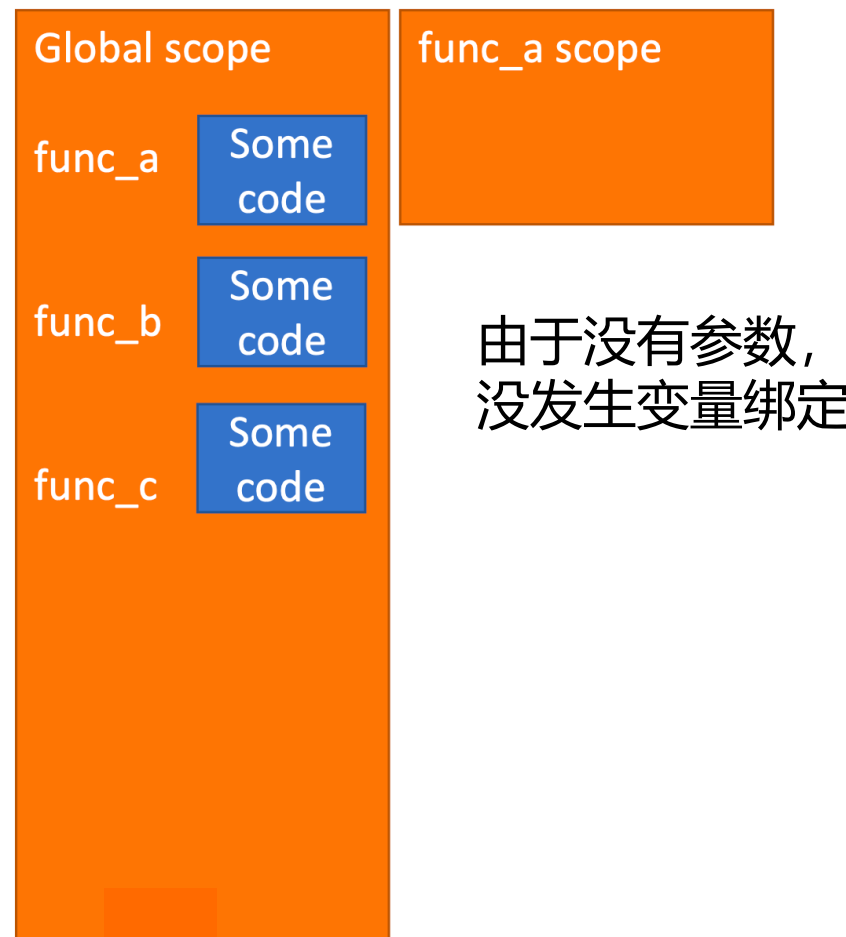 Global scope
func_a
Some
code
func_b
Some
code
func_c
Some
code
func_a scope
由于没有参数，
没发生变量绑定